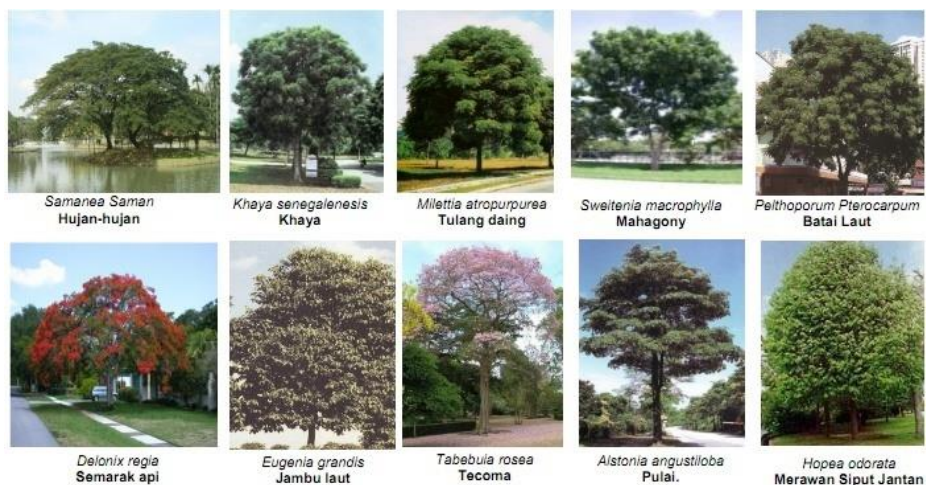 Samanea Saman
Hujan-hujan
Khaya senegalenesis
Khaya
Milettia atropurpurea
Tulang daing
Sweitenia macrophylla
Mahagony
Pelthoporum Pterocarpum
Batai Laut
Delonix regia
Semarak api
Eugenia grandis
Jambu laut
Tabebuia rosea
Tecoma
Alstonia angustiloba
Pulai.
Hopea odorata
Merawan Siput Jantan